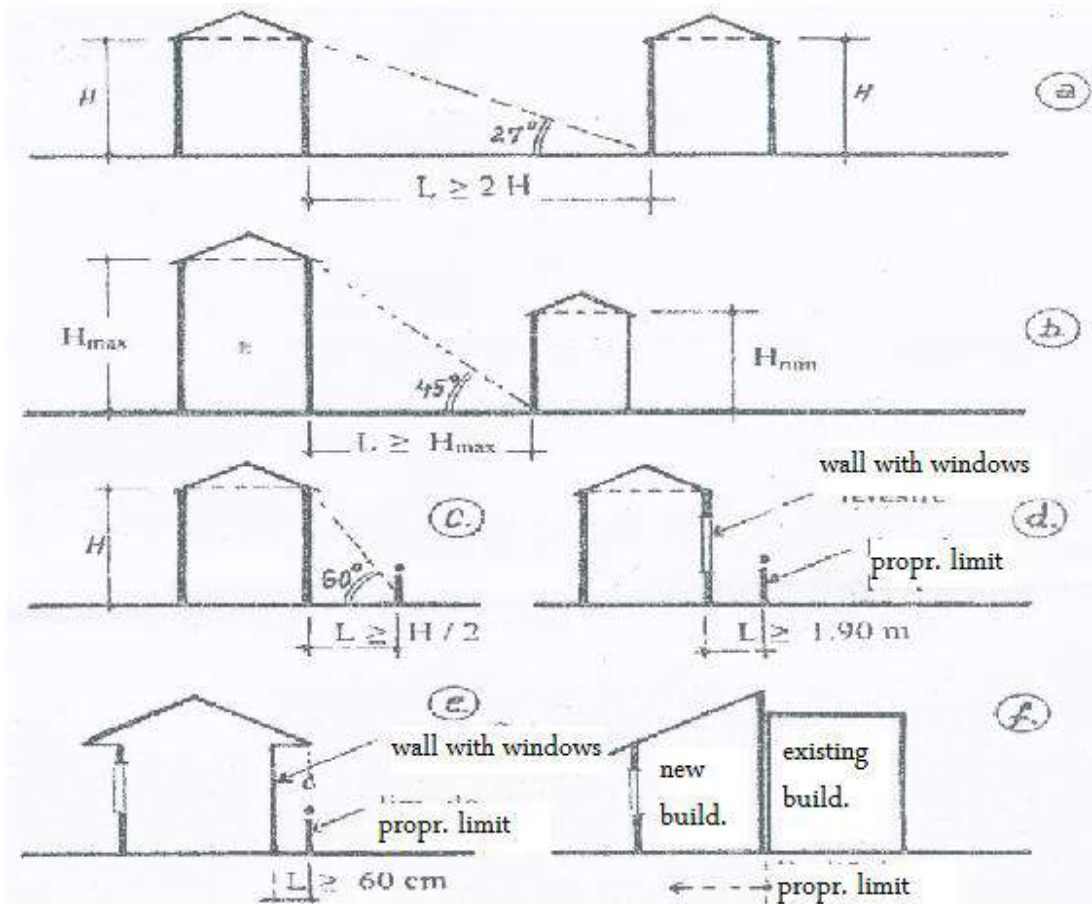 H
27°
H
a
L ≥ 2 H
Hmax
45°
Hmin
b
L ≥ Hmax
wall with windows
H
c.
d.
60°
propr. limit
L ≥ H / 2
L ≥ 1.90 m
e.
f.
wall with windows
new
build.
existing
build.
propr. limit
L ≥ 60 cm
propr. limit